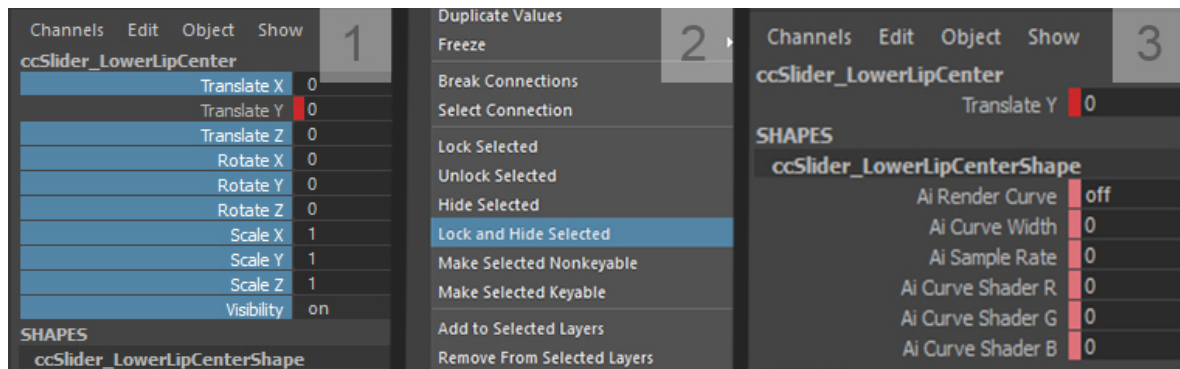 1
Channels Edit Object Show
ccSlider_LowerLipCenter
Translate X 0
Translate Y 0
Translate Z 0
Rotate X 0
Rotate Y 0
Rotate Z 0
Scale X 1
Scale Y 1
Scale Z 1
Visibility on
SHAPES
ccSlider_LowerLipCenterShape
2
Duplicate Values
Freeze
Break Connections
Select Connection
Lock Selected
Unlock Selected
Hide Selected
Lock and Hide Selected
Make Selected Nonkeyable
Make Selected Keyable
Add to Selected Layers
Remove From Selected Layers
3
Channels Edit Object Show
ccSlider_LowerLipCenter
Translate Y 0
SHAPES
ccSlider_LowerLipCenterShape
Ai Render Curve off
Ai Curve Width 0
Ai Sample Rate 0
Ai Curve Shader R 0
Ai Curve Shader G 0
Ai Curve Shader B 0